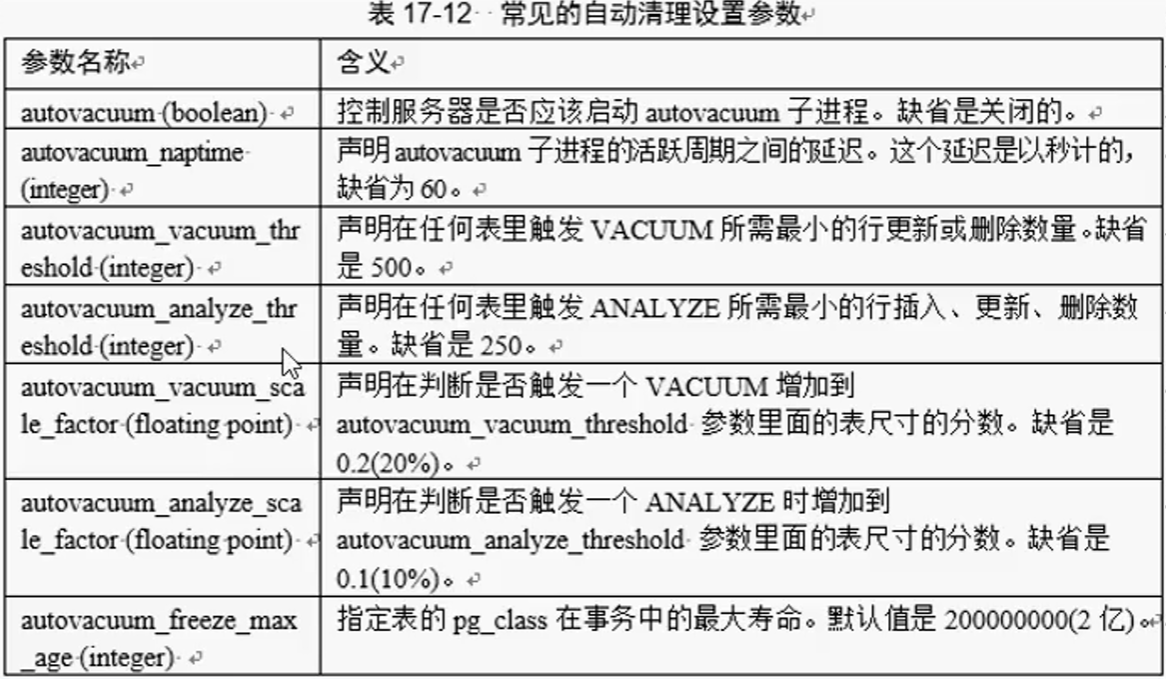 表 17-12 常见的自动清理设置参数
参数名称
含义
autovacuum (boolean)
控制服务器是否应该启动 autovacuum 子进程。缺省是关闭的。
autovacuum_naptime
(integer)
声明 autovacuum 子进程的活跃周期之间的延迟。这个延迟是以秒计的，
缺省为 60。
autovacuum_vacuum_thr
eshold (integer)
声明在任何表里触发 VACUUM 所需最小的行更新或删除数量。缺省
是 500。
autovacuum_analyze_thr
eshold (integer)
声明在任何表里触发 ANALYZE 所需最小的行插入、更新、删除数
量。缺省是 250。
autovacuum_vacuum_sca
le_factor (floating point)
声明在判断是否触发一个 VACUUM 增加到
autovacuum_vacuum_threshold 参数里面的表尺寸的分数。缺省是
0.2(20%)。
autovacuum_analyze_sca
le_factor (floating point)
声明在判断是否触发一个 ANALYZE 时增加到
autovacuum_analyze_threshold 参数里面的表尺寸的分数。缺省是
0.1(10%)。
autovacuum_freeze_max
_age (integer)
指定表的 pg_class 在事务中的最大寿命。默认值是 200000000(2 亿)。